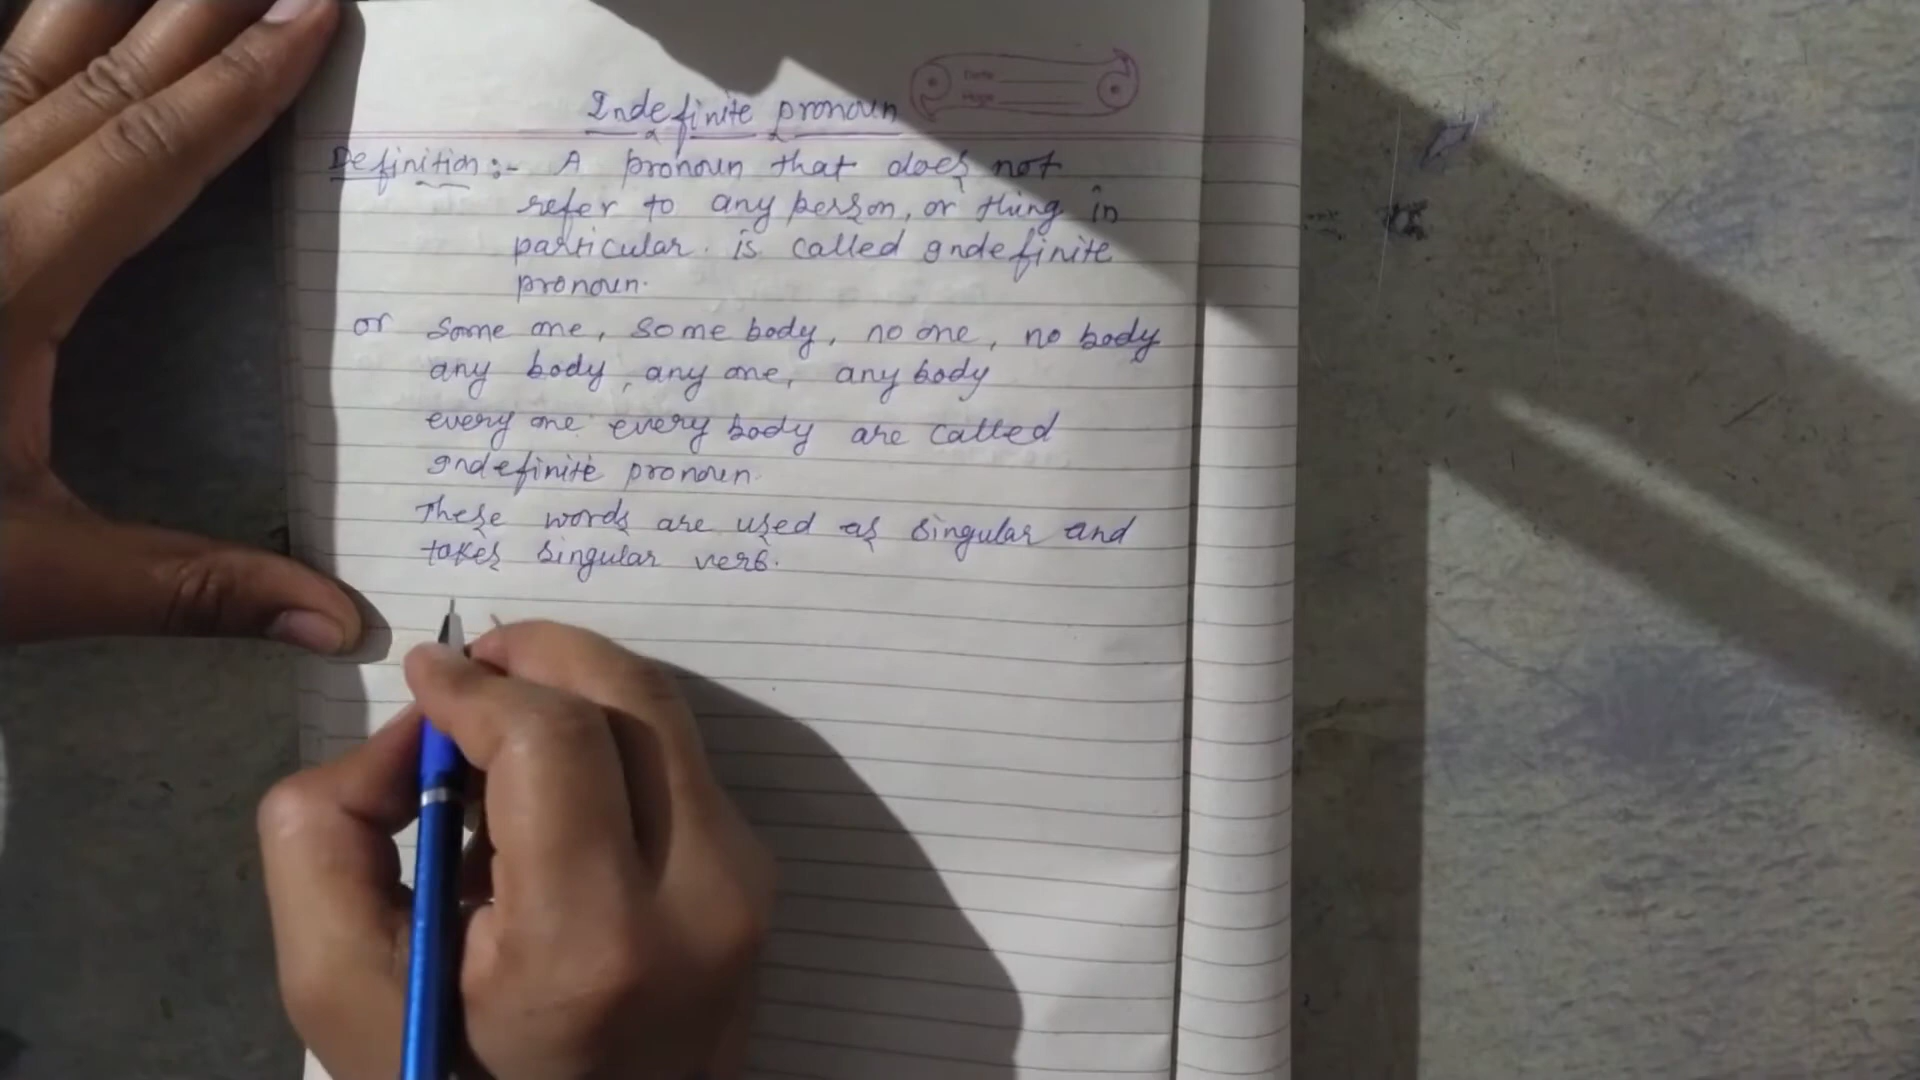 Indefinite pronoun
Definition :- A pronoun that does not
refer to any person, or thing in
particular. is called Indefinite
pronoun.
or some one, some body, no one, no body
any body, any one, any body
every one every body are called
Indefinite pronoun.
These words are used as singular and
takes singular verb.